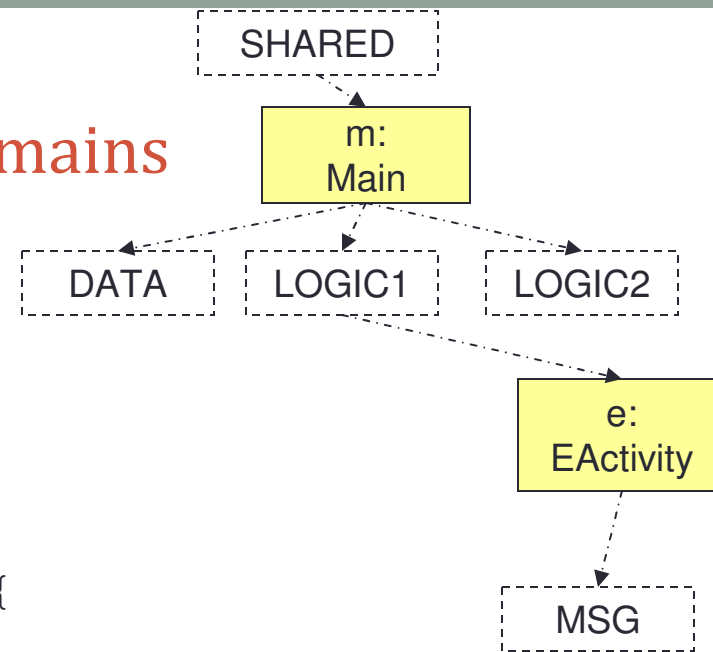 SHARED
mains
m:
Main
DATA
LOGIC1
LOGIC2
e:
EActivity
{
MSG